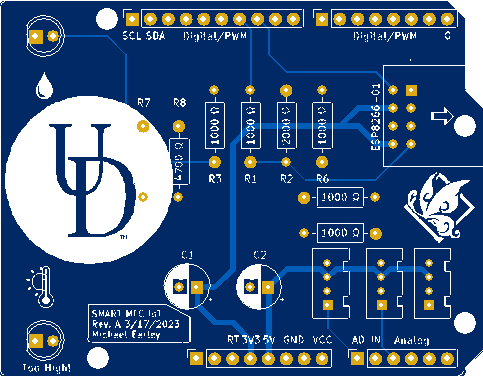 SCL SDA Digital/PWM Digital/PWM 0
ESP8266-01
R7 R8
1000 Ω 1000 Ω 2000 Ω 1000 Ω
4700 Ω
R3 R1 R2 R6
UD
TM
1000 Ω
1000 Ω
C1 C2
+ +
SMART MFC IoT
Rev. A 3/17/2023
Michael Farley
RT 3V3 5V GND VCC A0 IN Analog
Too High!